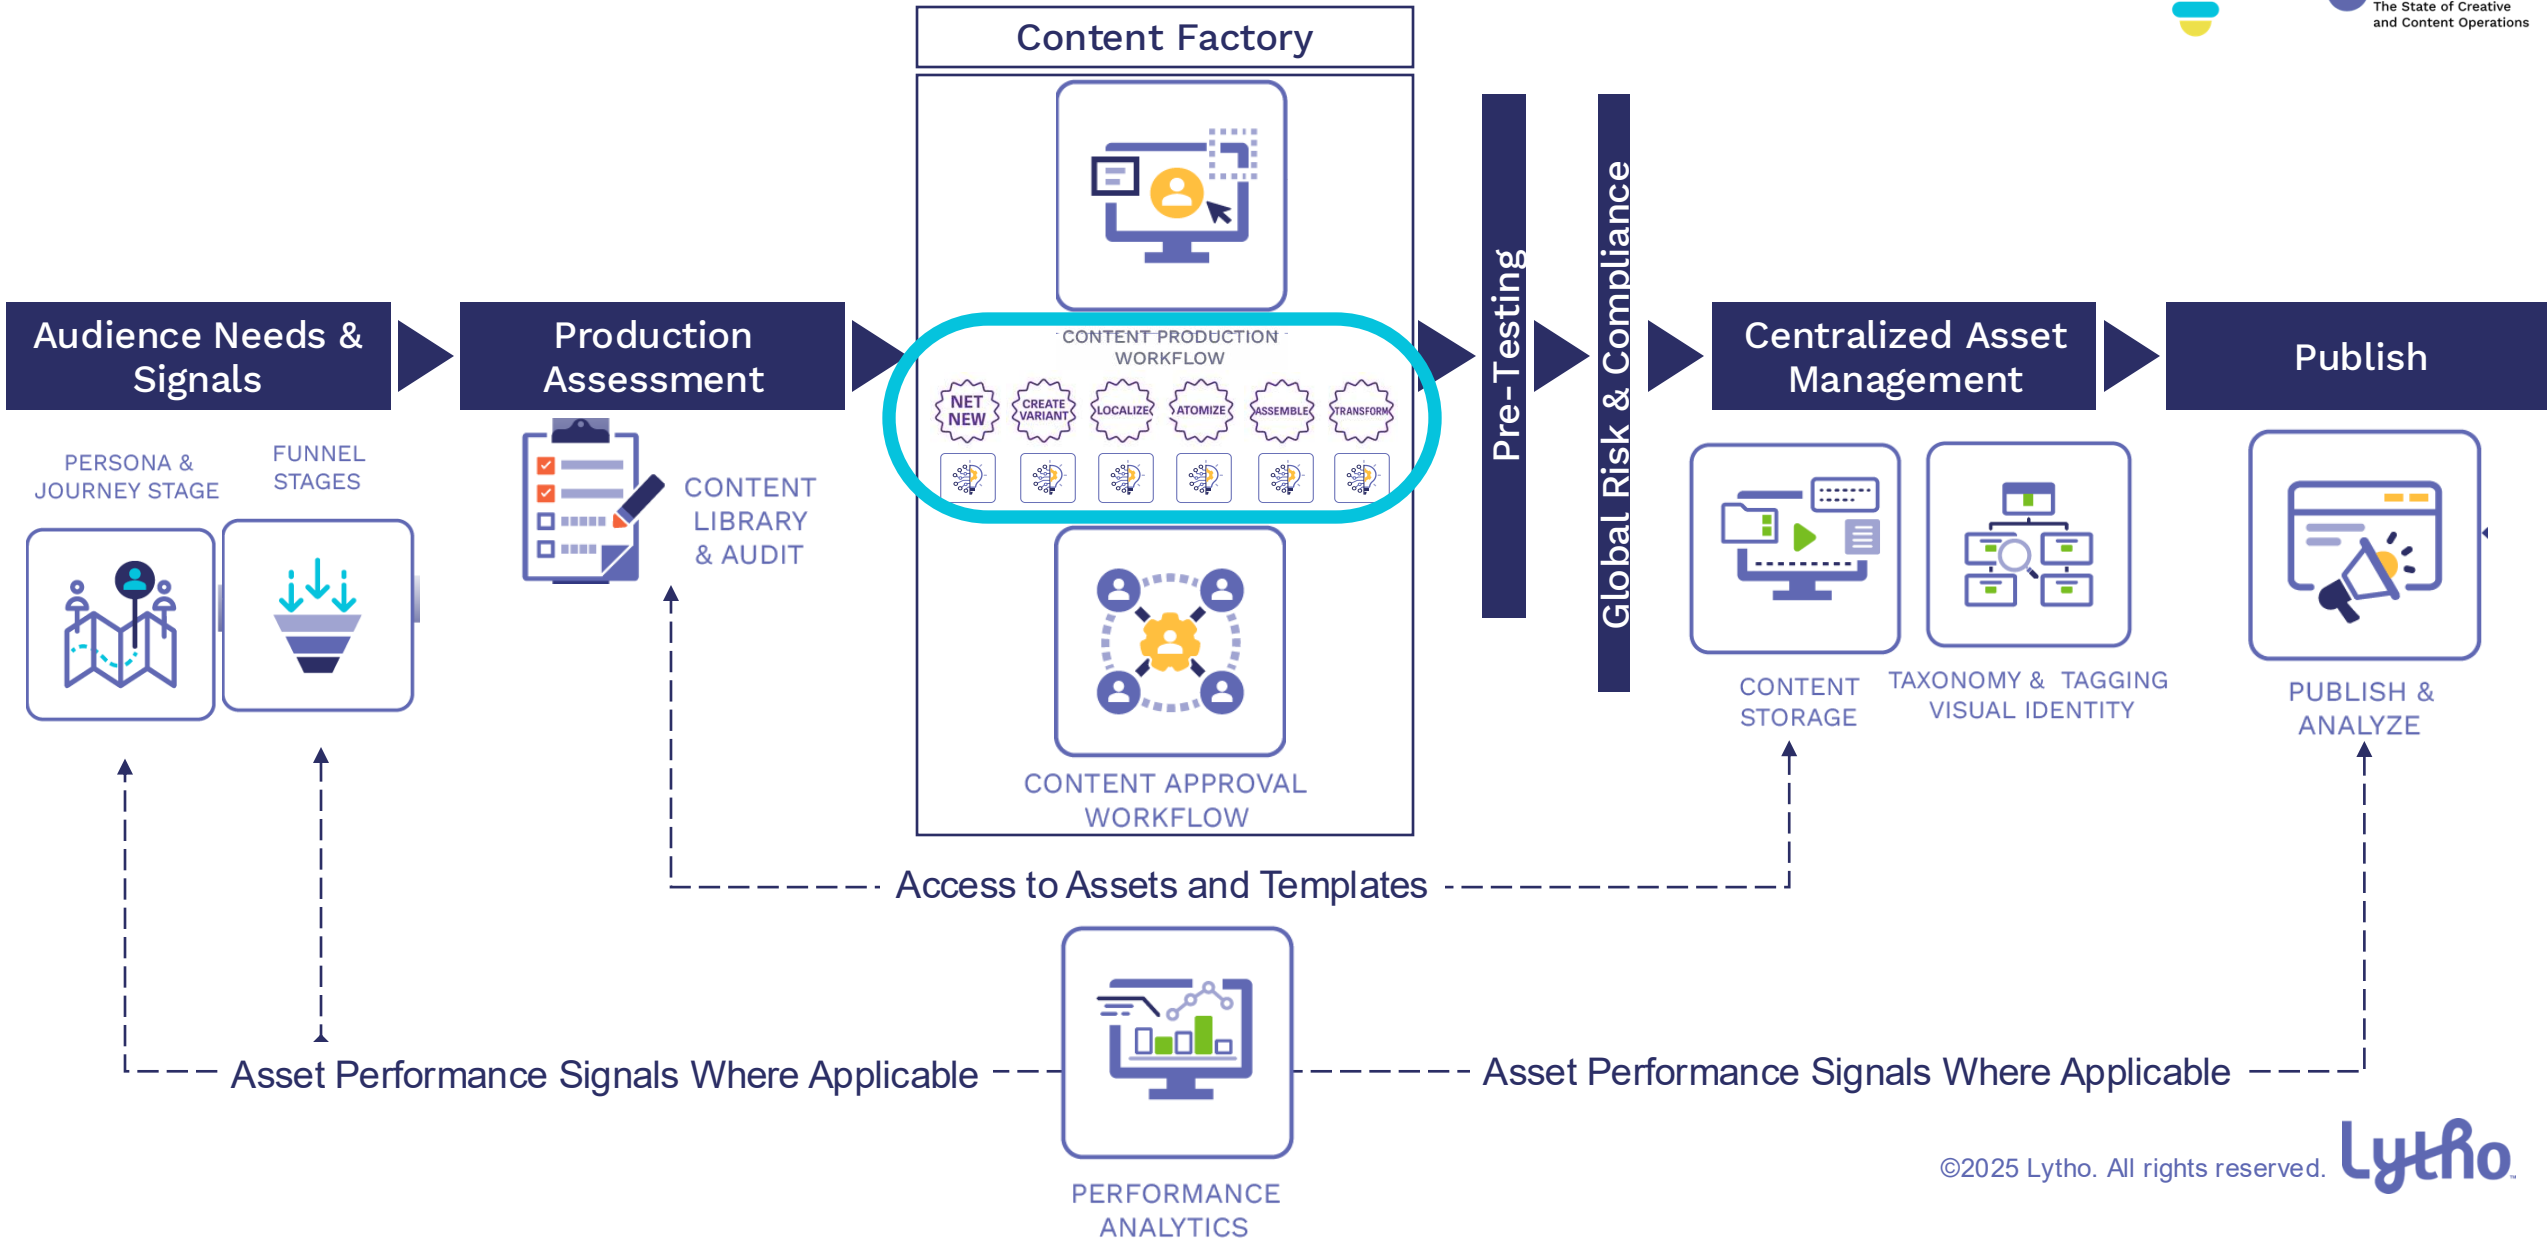 The State of Creative
and Content Operations
Content Factory
CONTENT PRODUCTION
WORKFLOW
NET
NEW
CREATE
VARIANT
LOCALIZE
ATOMIZE
ASSEMBLE
TRANSFORM
CONTENT APPROVAL
WORKFLOW
Audience Needs &
Signals
PERSONA &
JOURNEY STAGE
FUNNEL
STAGES
Production
Assessment
CONTENT
LIBRARY
& AUDIT
Pre-Testing
Global Risk & Compliance
Centralized Asset
Management
CONTENT
STORAGE
TAXONOMY & TAGGING
VISUAL IDENTITY
Publish
PUBLISH &
ANALYZE
Access to Assets and Templates
Asset Performance Signals Where Applicable
Asset Performance Signals Where Applicable
PERFORMANCE
ANALYTICS
©2025 Lytho. All rights reserved.
Lytho